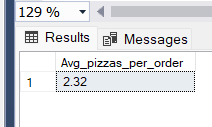 129 %
Results Messages
Avg_pizzas_per_order
1 2.32